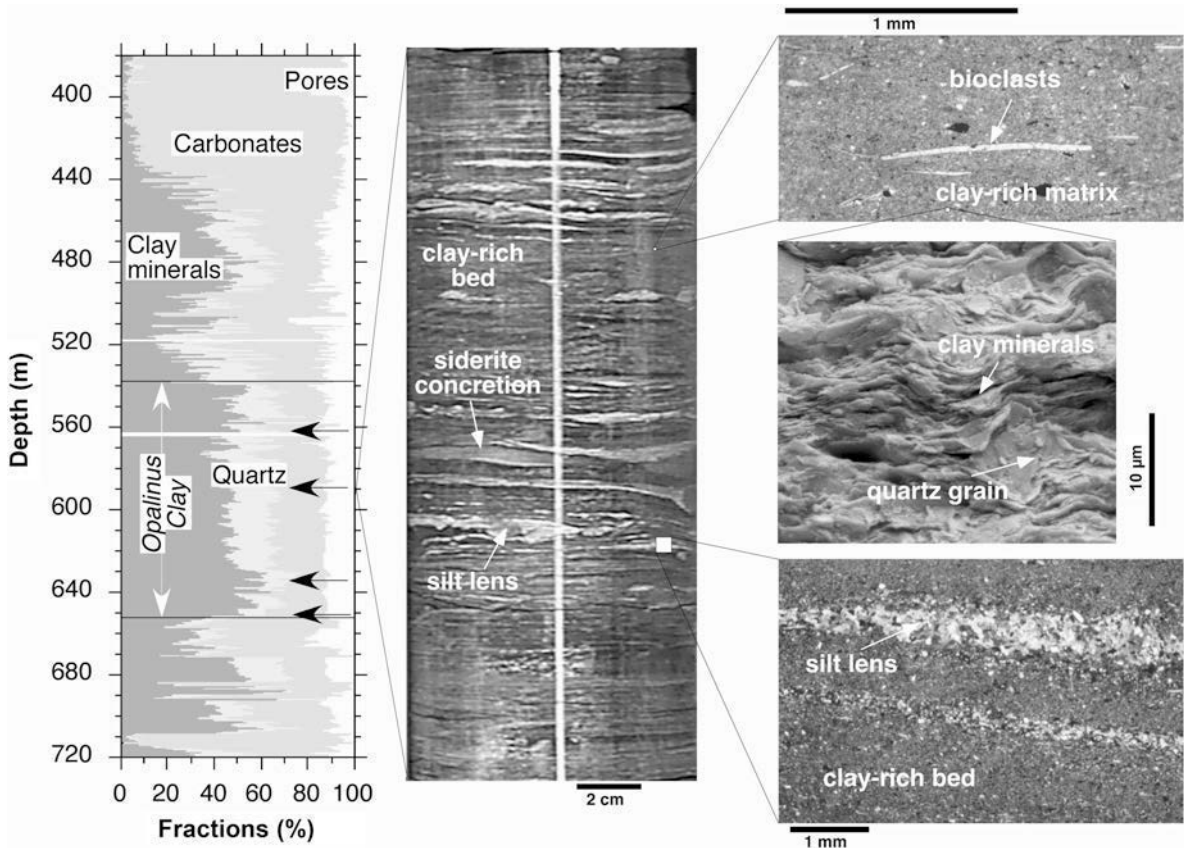 Pores
Carbonates
Clay
minerals
Quartz
Opalinus
Clay
400
440
480
520
560
600
640
680
720
Depth (m)
0
20
40
60
80
100
Fractions (%)
clay-rich
bed
siderite
concretion
silt lens
2 cm
1 mm
bioclasts
clay-rich matrix
clay minerals
quartz grain
10 µm
silt lens
clay-rich bed
1 mm